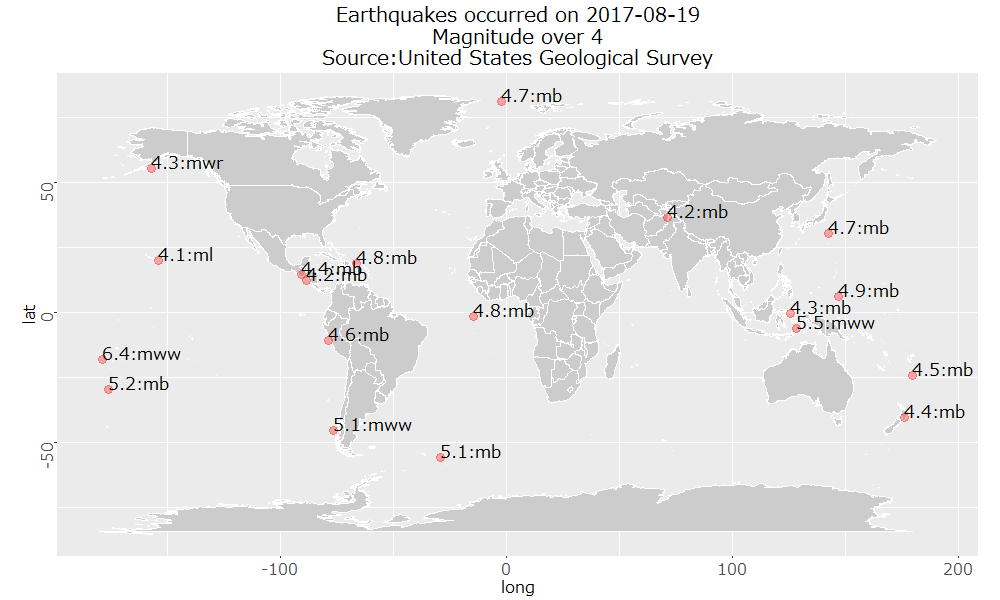 Earthquakes occurred on 2017-08-19
Magnitude over 4
Source:United States Geological Survey
4.7:mb
4.3:mwr
4.2:mb
4.7:mb
4.1:ml
4.8:mb
4.4:mb
4.2:mb
4.9:mb
4.3:mb
4.8:mb
5.5:mww
4.6:mb
6.4:mww
4.5:mb
5.2:mb
4.4:mb
5.1:mww
5.1:mb
50
0
-50
lat
-100 0 100 200
long